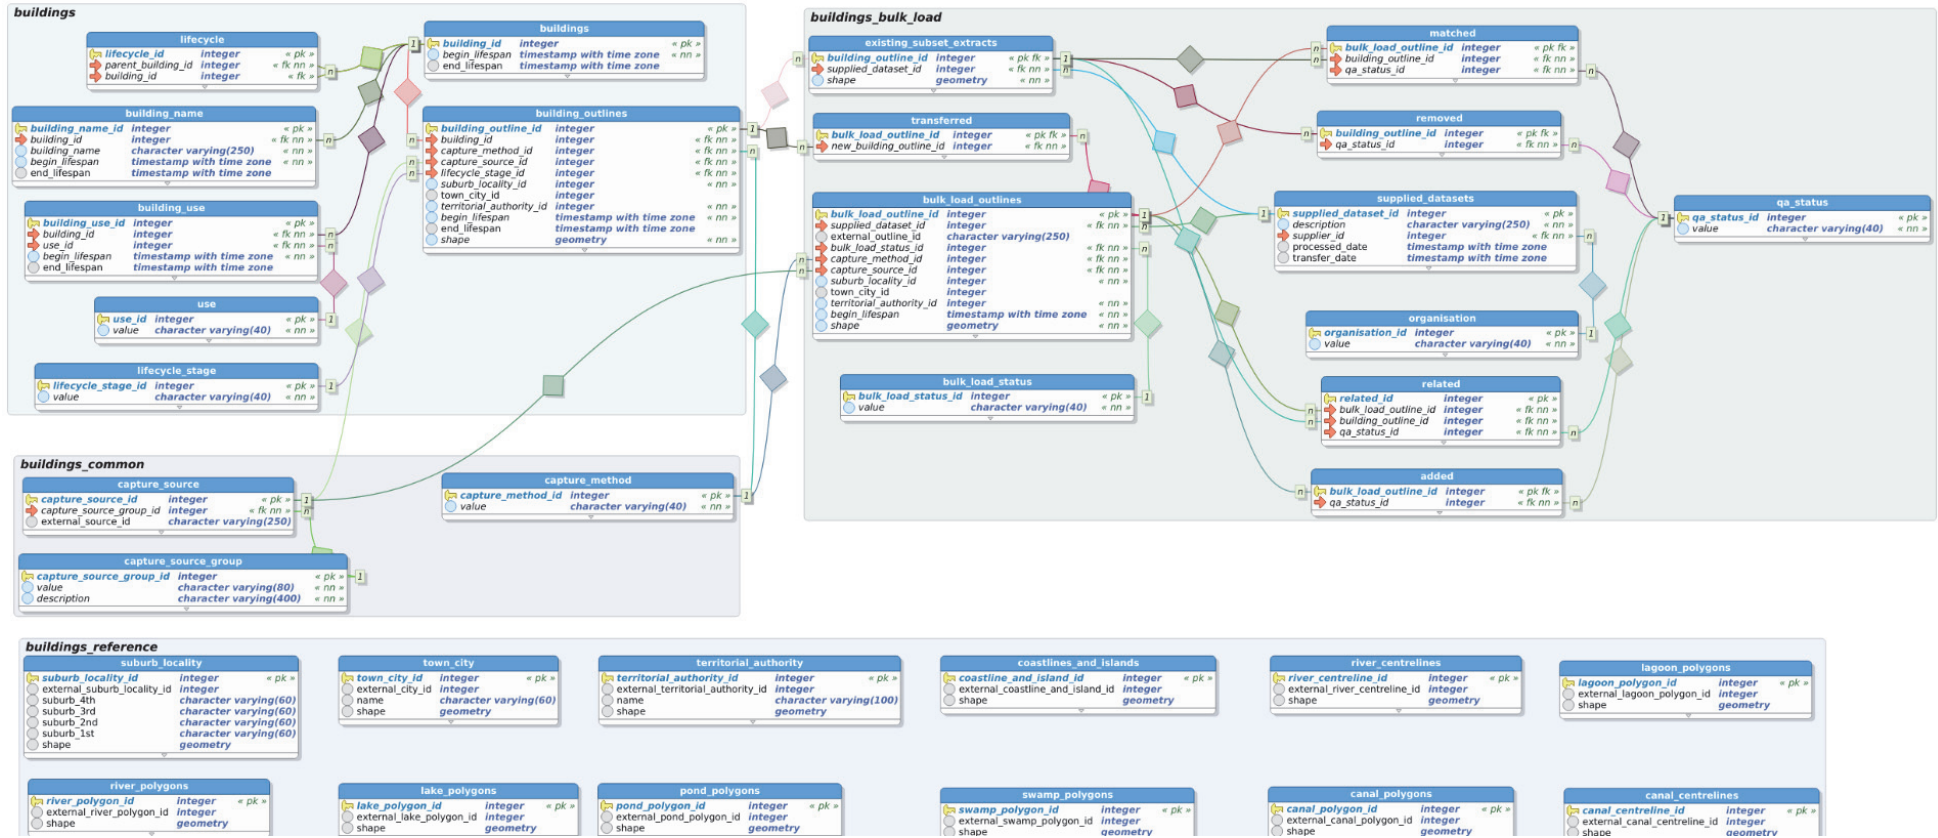 buildings
lifecycle
lifecycle_id integer « pk »
parent_building_id integer « fk nn »
building_id integer « fk »
buildings
building_id integer « pk »
begin_lifespan timestamp with time zone « nn »
end_lifespan timestamp with time zone
building_name
building_name_id integer « pk »
building_id integer « fk nn »
building_name character varying(250) « nn »
begin_lifespan timestamp with time zone « nn »
end_lifespan timestamp with time zone
building_outlines
building_outline_id integer « pk »
building_id integer « fk nn »
capture_method_id integer « fk nn »
capture_source_id integer « fk nn »
lifecycle_stage_id integer « fk nn »
suburb_locality_id integer « nn »
town_city_id integer
territorial_authority_id integer « nn »
begin_lifespan timestamp with time zone « nn »
end_lifespan timestamp with time zone
shape geometry « nn »
building_use
building_use_id integer « pk »
building_id integer « fk nn »
use_id integer « fk nn »
begin_lifespan timestamp with time zone « nn »
end_lifespan timestamp with time zone
use
use_id integer « pk »
value character varying(40) « nn »
lifecycle_stage
lifecycle_stage_id integer « pk »
value character varying(40) « nn »
buildings_bulk_load
existing_subset_extracts
building_outline_id integer « pk fk »
supplied_dataset_id integer « fk nn »
shape geometry « nn »
transferred
bulk_load_outline_id integer « pk fk »
new_building_outline_id integer « fk nn »
bulk_load_outlines
bulk_load_outline_id integer « pk »
supplied_dataset_id integer « fk nn »
external_outline_id character varying(250)
bulk_load_status_id integer « fk nn »
capture_method_id integer « fk nn »
capture_source_id integer « fk nn »
suburb_locality_id integer « nn »
town_city_id integer
territorial_authority_id integer « nn »
begin_lifespan timestamp with time zone « nn »
shape geometry « nn »
bulk_load_status
bulk_load_status_id integer « pk »
value character varying(40) « nn »
matched
bulk_load_outline_id integer « pk fk »
building_outline_id integer « fk nn »
qa_status_id integer « fk nn »
removed
building_outline_id integer « pk fk »
qa_status_id integer « fk nn »
supplied_datasets
supplied_dataset_id integer « pk »
description character varying(250) « nn »
supplier_id integer « fk nn »
processed_date timestamp with time zone
transfer_date timestamp with time zone
qa_status
qa_status_id integer « pk »
value character varying(40) « nn »
organisation
organisation_id integer « pk »
value character varying(40) « nn »
related
related_id integer « pk »
bulk_load_outline_id integer « fk nn »
building_outline_id integer « fk nn »
qa_status_id integer « fk nn »
added
bulk_load_outline_id integer « pk fk »
qa_status_id integer « fk nn »
buildings_common
capture_source
capture_source_id integer « pk »
capture_source_group_id integer « fk nn »
external_source_id character varying(250)
capture_method
capture_method_id integer « pk »
value character varying(40) « nn »
capture_source_group
capture_source_group_id integer « pk »
value character varying(80) « nn »
description character varying(400) « nn »
buildings_reference
suburb_locality
suburb_locality_id integer « pk »
external_suburb_locality_id integer
suburb_4th character varying(60)
suburb_3rd character varying(60)
suburb_2nd character varying(60)
suburb_1st character varying(60)
shape geometry
town_city
town_city_id integer « pk »
external_city_id integer
name character varying(60)
shape geometry
territorial_authority
territorial_authority_id integer « pk »
external_territorial_authority_id integer
name character varying(100)
shape geometry
coastlines_and_islands
coastline_and_island_id integer « pk »
external_coastline_and_island_id integer
shape geometry
river_centrelines
river_centreline_id integer « pk »
external_river_centreline_id integer
shape geometry
lagoon_polygons
lagoon_polygon_id integer « pk »
external_lagoon_polygon_id integer
shape geometry
river_polygons
river_polygon_id integer « pk »
external_river_polygon_id integer
shape geometry
lake_polygons
lake_polygon_id integer « pk »
external_lake_polygon_id integer
shape geometry
pond_polygons
pond_polygon_id integer « pk »
external_pond_polygon_id integer
shape geometry
swamp_polygons
swamp_polygon_id integer « pk »
external_swamp_polygon_id integer
shape geometry
canal_polygons
canal_polygon_id integer « pk »
external_canal_polygon_id integer
shape geometry
canal_centrelines
canal_centreline_id integer « pk »
external_canal_centreline_id integer
shape geometry